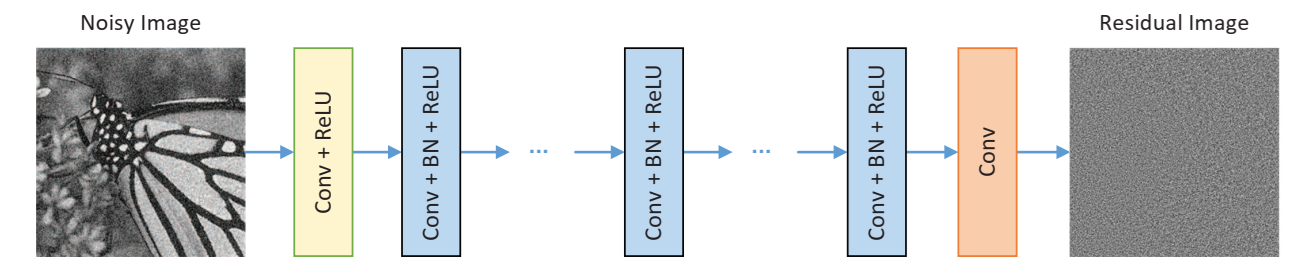 Noisy Image
Residual Image
Conv + ReLU
Conv + BN + ReLU
...
Conv + BN + ReLU
...
Conv + BN + ReLU
Conv